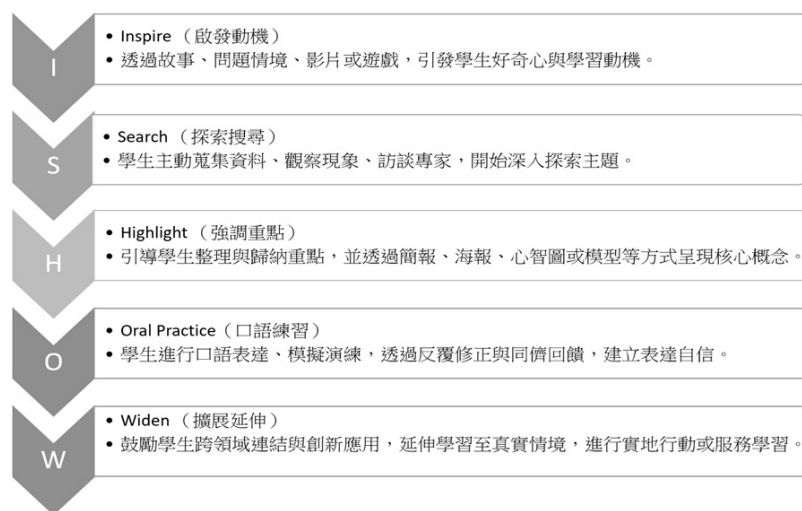 I
• Inspire （啟發動機）
• 透過故事、問題情境、影片或遊戲，引發學生好奇心與學習動機。
S
• Search （探索搜尋）
• 學生主動蒐集資料、觀察現象、訪談專家，開始深入探索主題。
H
• Highlight （強調重點）
• 引導學生整理與歸納重點，並透過簡報、海報、心智圖或模型等方式呈現核心概念。
O
• Oral Practice（口語練習）
• 學生進行口語表達、模擬演練，透過反覆修正與同儕回饋，建立表達自信。
W
• Widen （擴展延伸）
• 鼓勵學生跨領域連結與創新應用，延伸學習至真實情境，進行實地行動或服務學習。